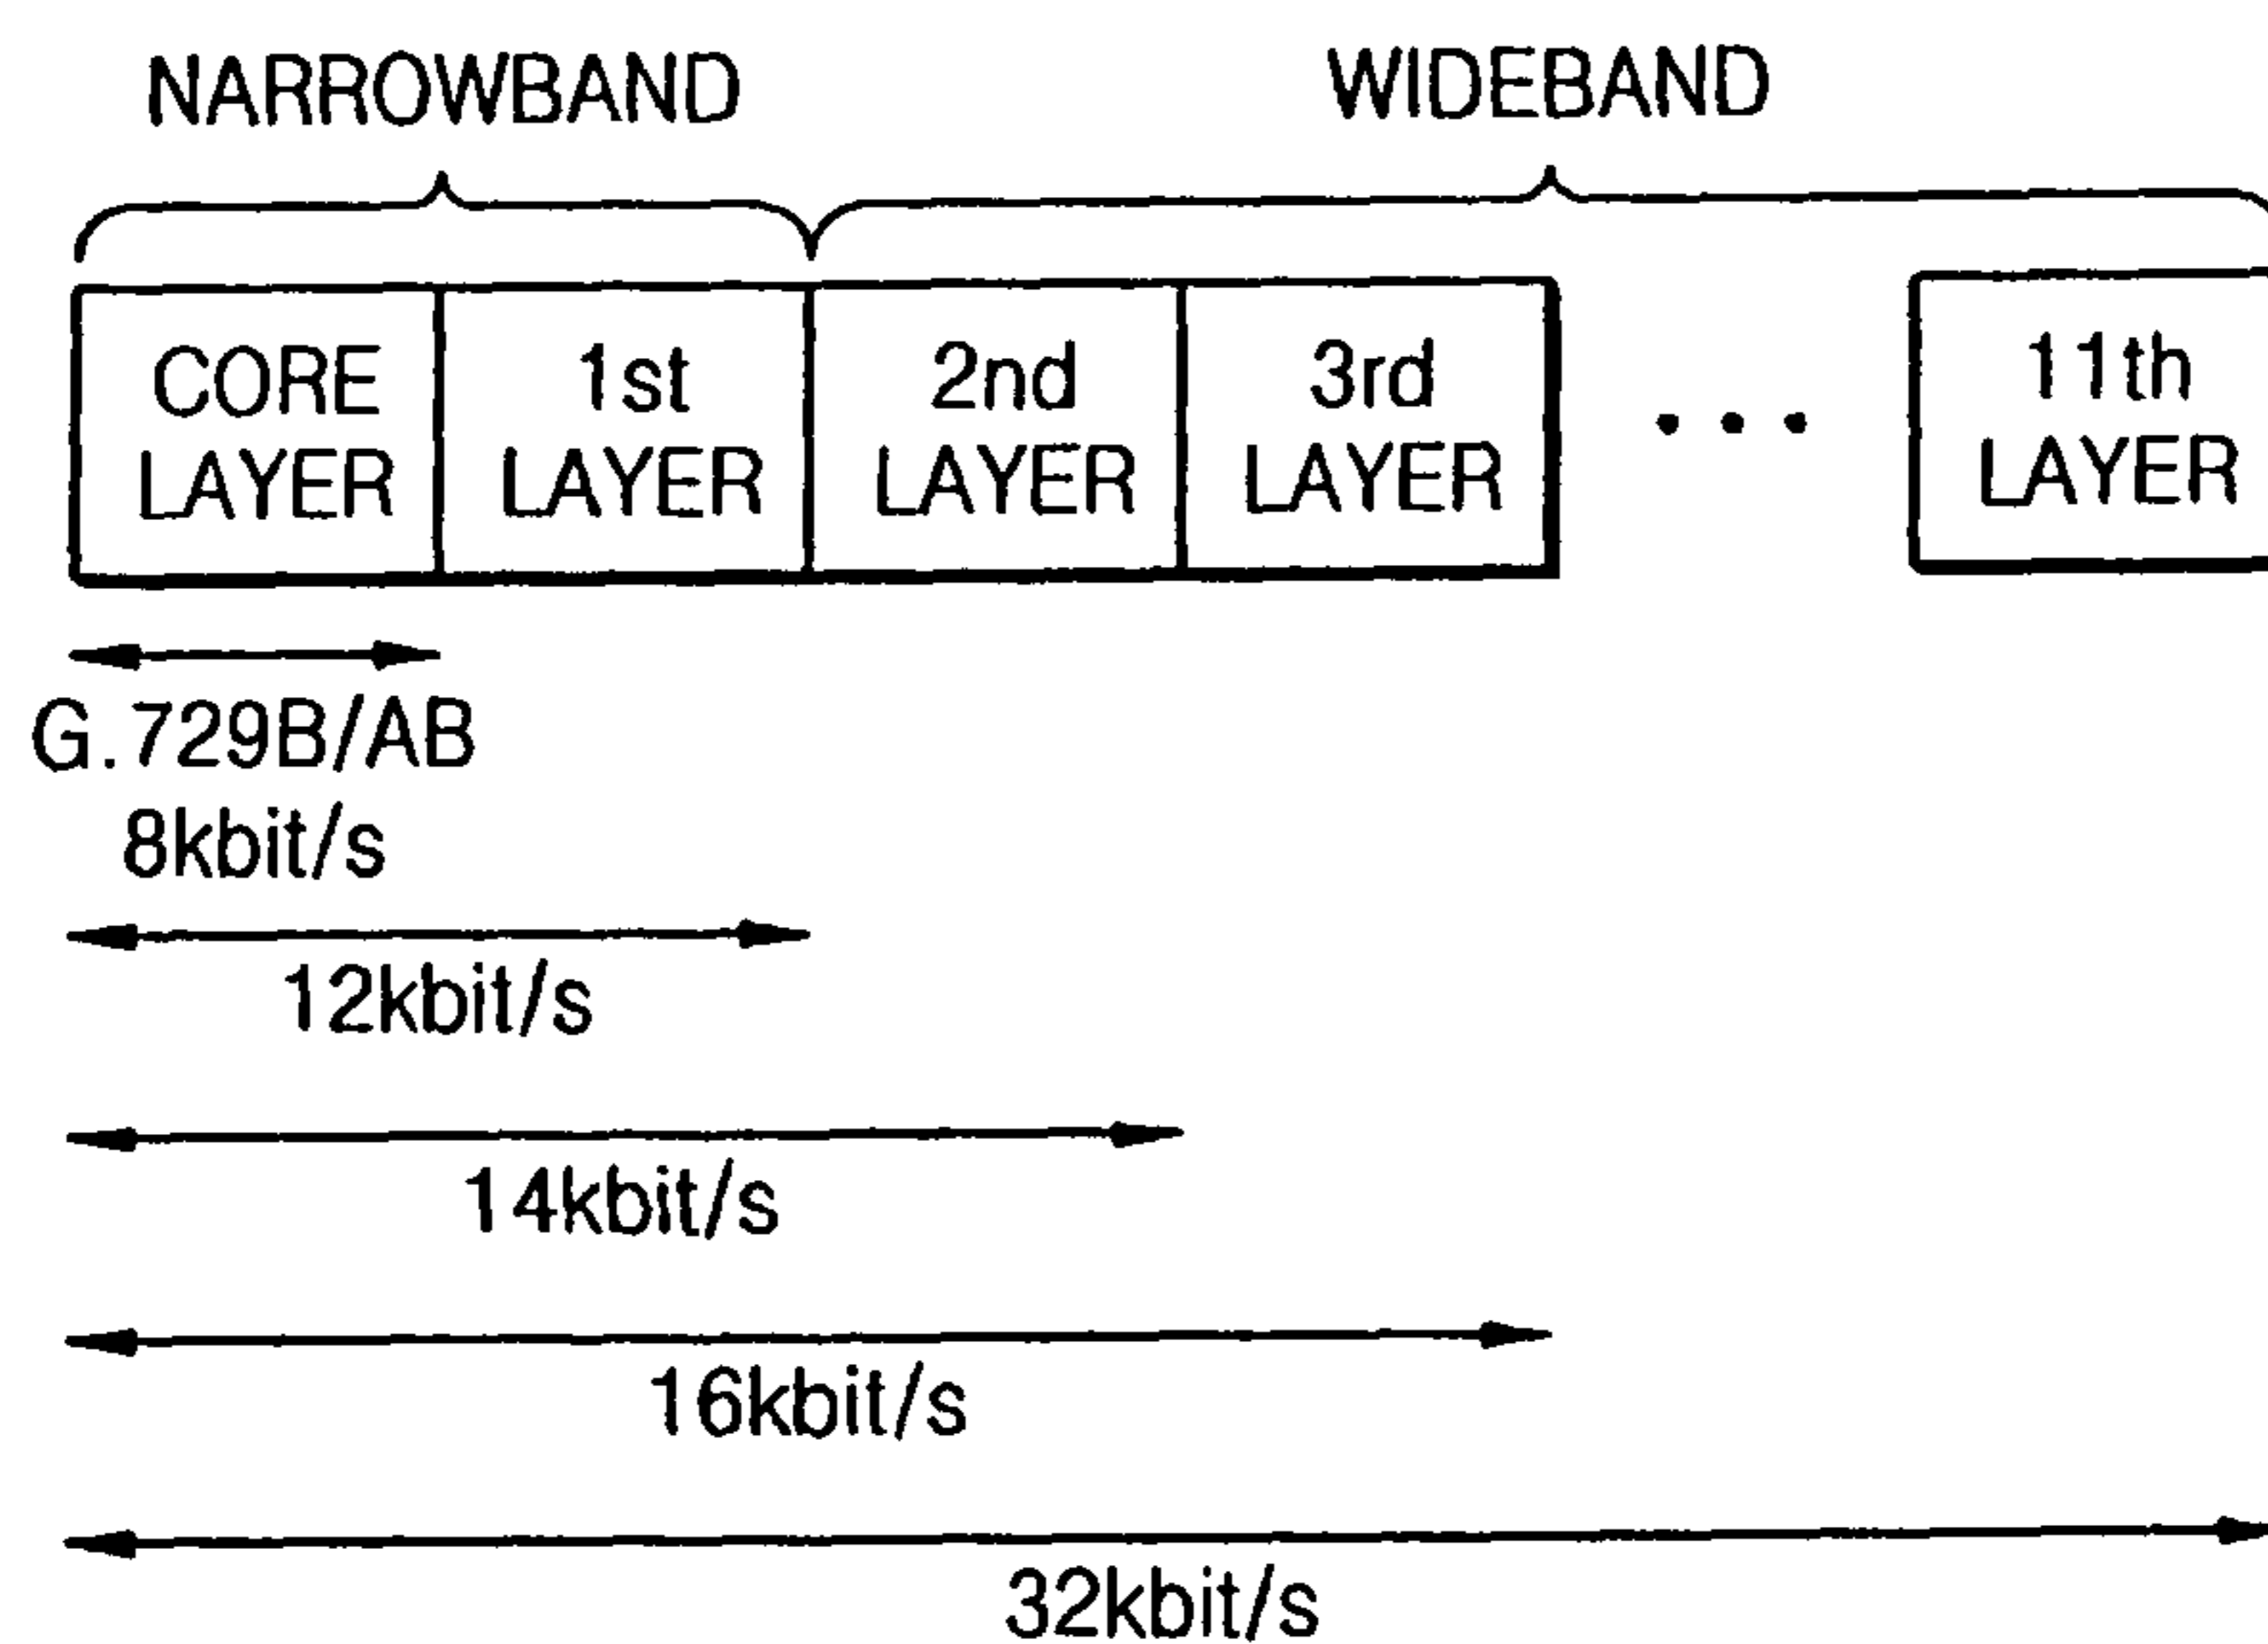 NARROWBAND
WIDEBAND
CORE
LAYER
1st
LAYER
2nd
LAYER
3rd
LAYER
• • •
11th
LAYER
G.729B/AB
8kbit/s
12kbit/s
14kbit/s
16kbit/s
32kbit/s